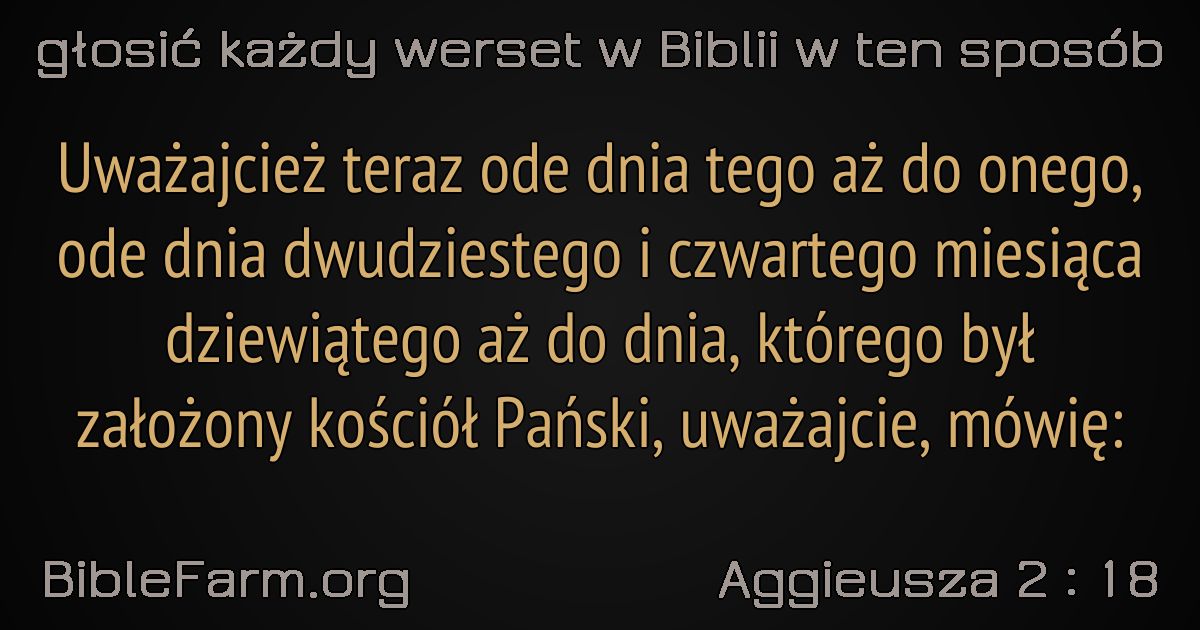 głosić każdy werset w Biblii w ten sposób
Uważajcież teraz ode dnia tego aż do onego,
ode dnia dwudziestego i czwartego miesiąca
dziewiątego aż do dnia, którego był
założony kościół Pański, uważajcie, mówię:
BibleFarm.org
Aggieusza 2 : 18